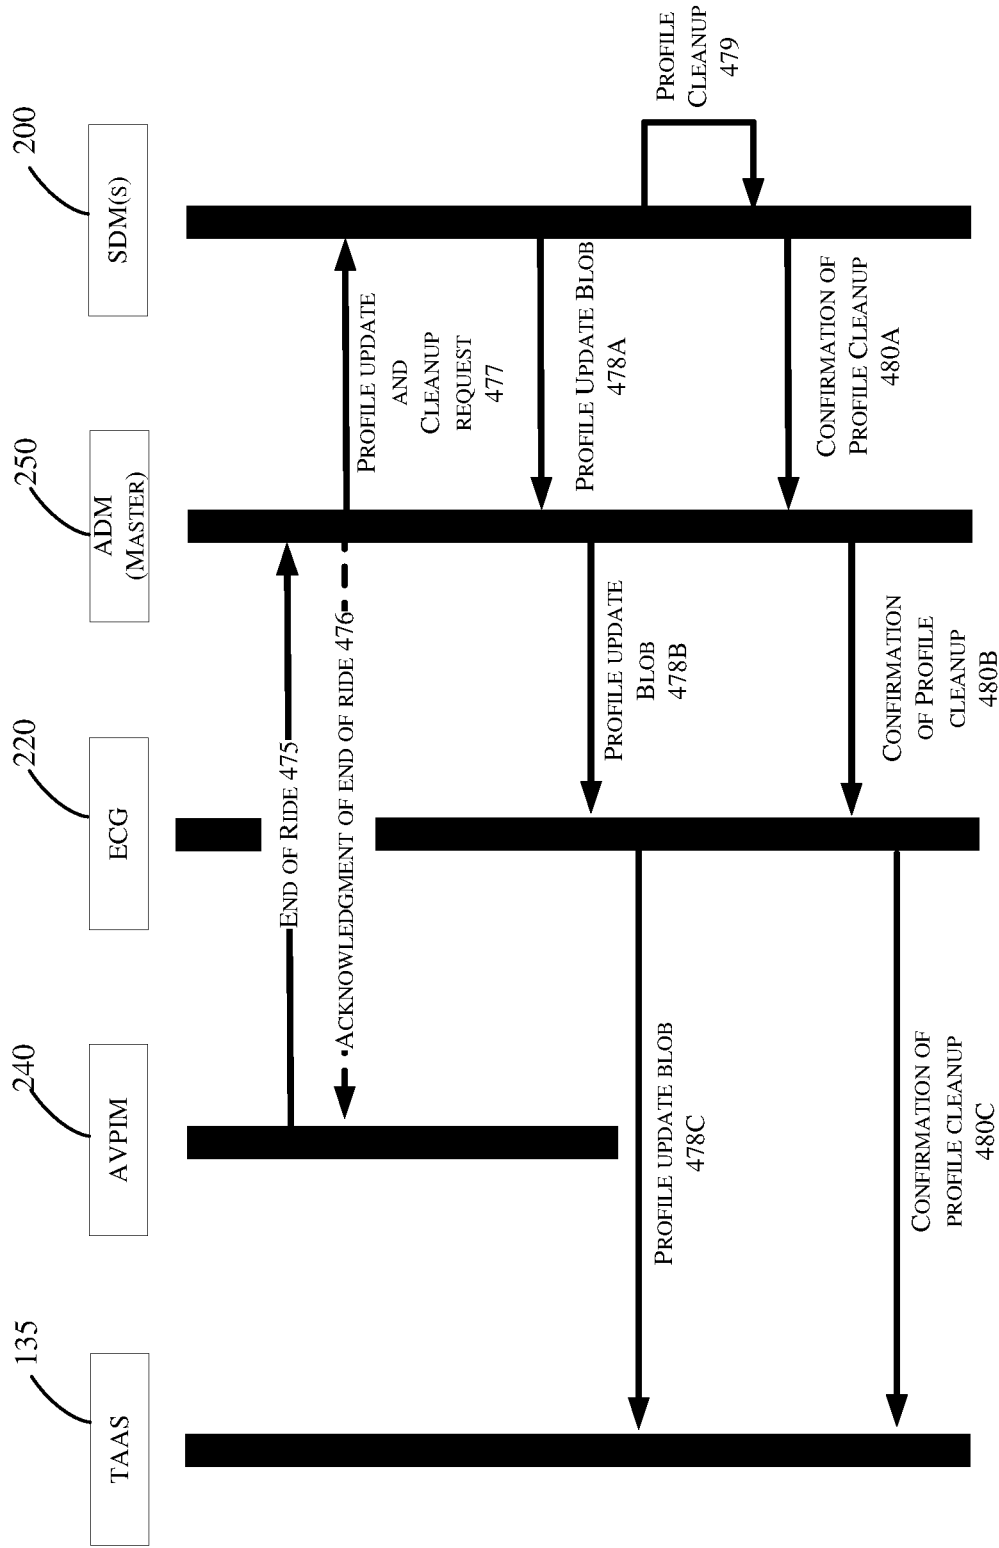 135
240
220
250
200
TAAS
AVPIM
ECG
ADM
(MASTER)
SDM(S)
END OF RIDE 475
ACKNOWLEDGMENT OF END OF RIDE 476
PROFILE UPDATE
AND
CLEANUP
REQUEST
477
PROFILE UPDATE BLOB
478A
PROFILE UPDATE
BLOB
478B
PROFILE UPDATE BLOB
478C
PROFILE
CLEANUP
479
CONFIRMATION OF
PROFILE CLEANUP
480A
CONFIRMATION
OF PROFILE
CLEANUP
480B
CONFIRMATION OF
PROFILE CLEANUP
480C